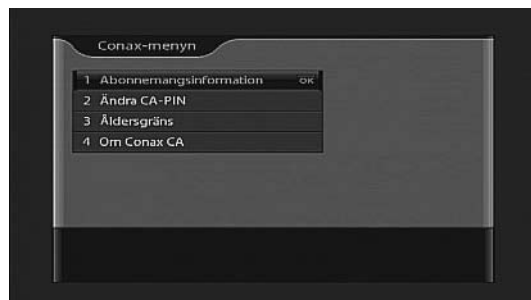 Conax-menyn
1 Abonnemangsinformation OK
2 Ändra CA-PIN
3 Åldersgräns
4 Om Conax CA